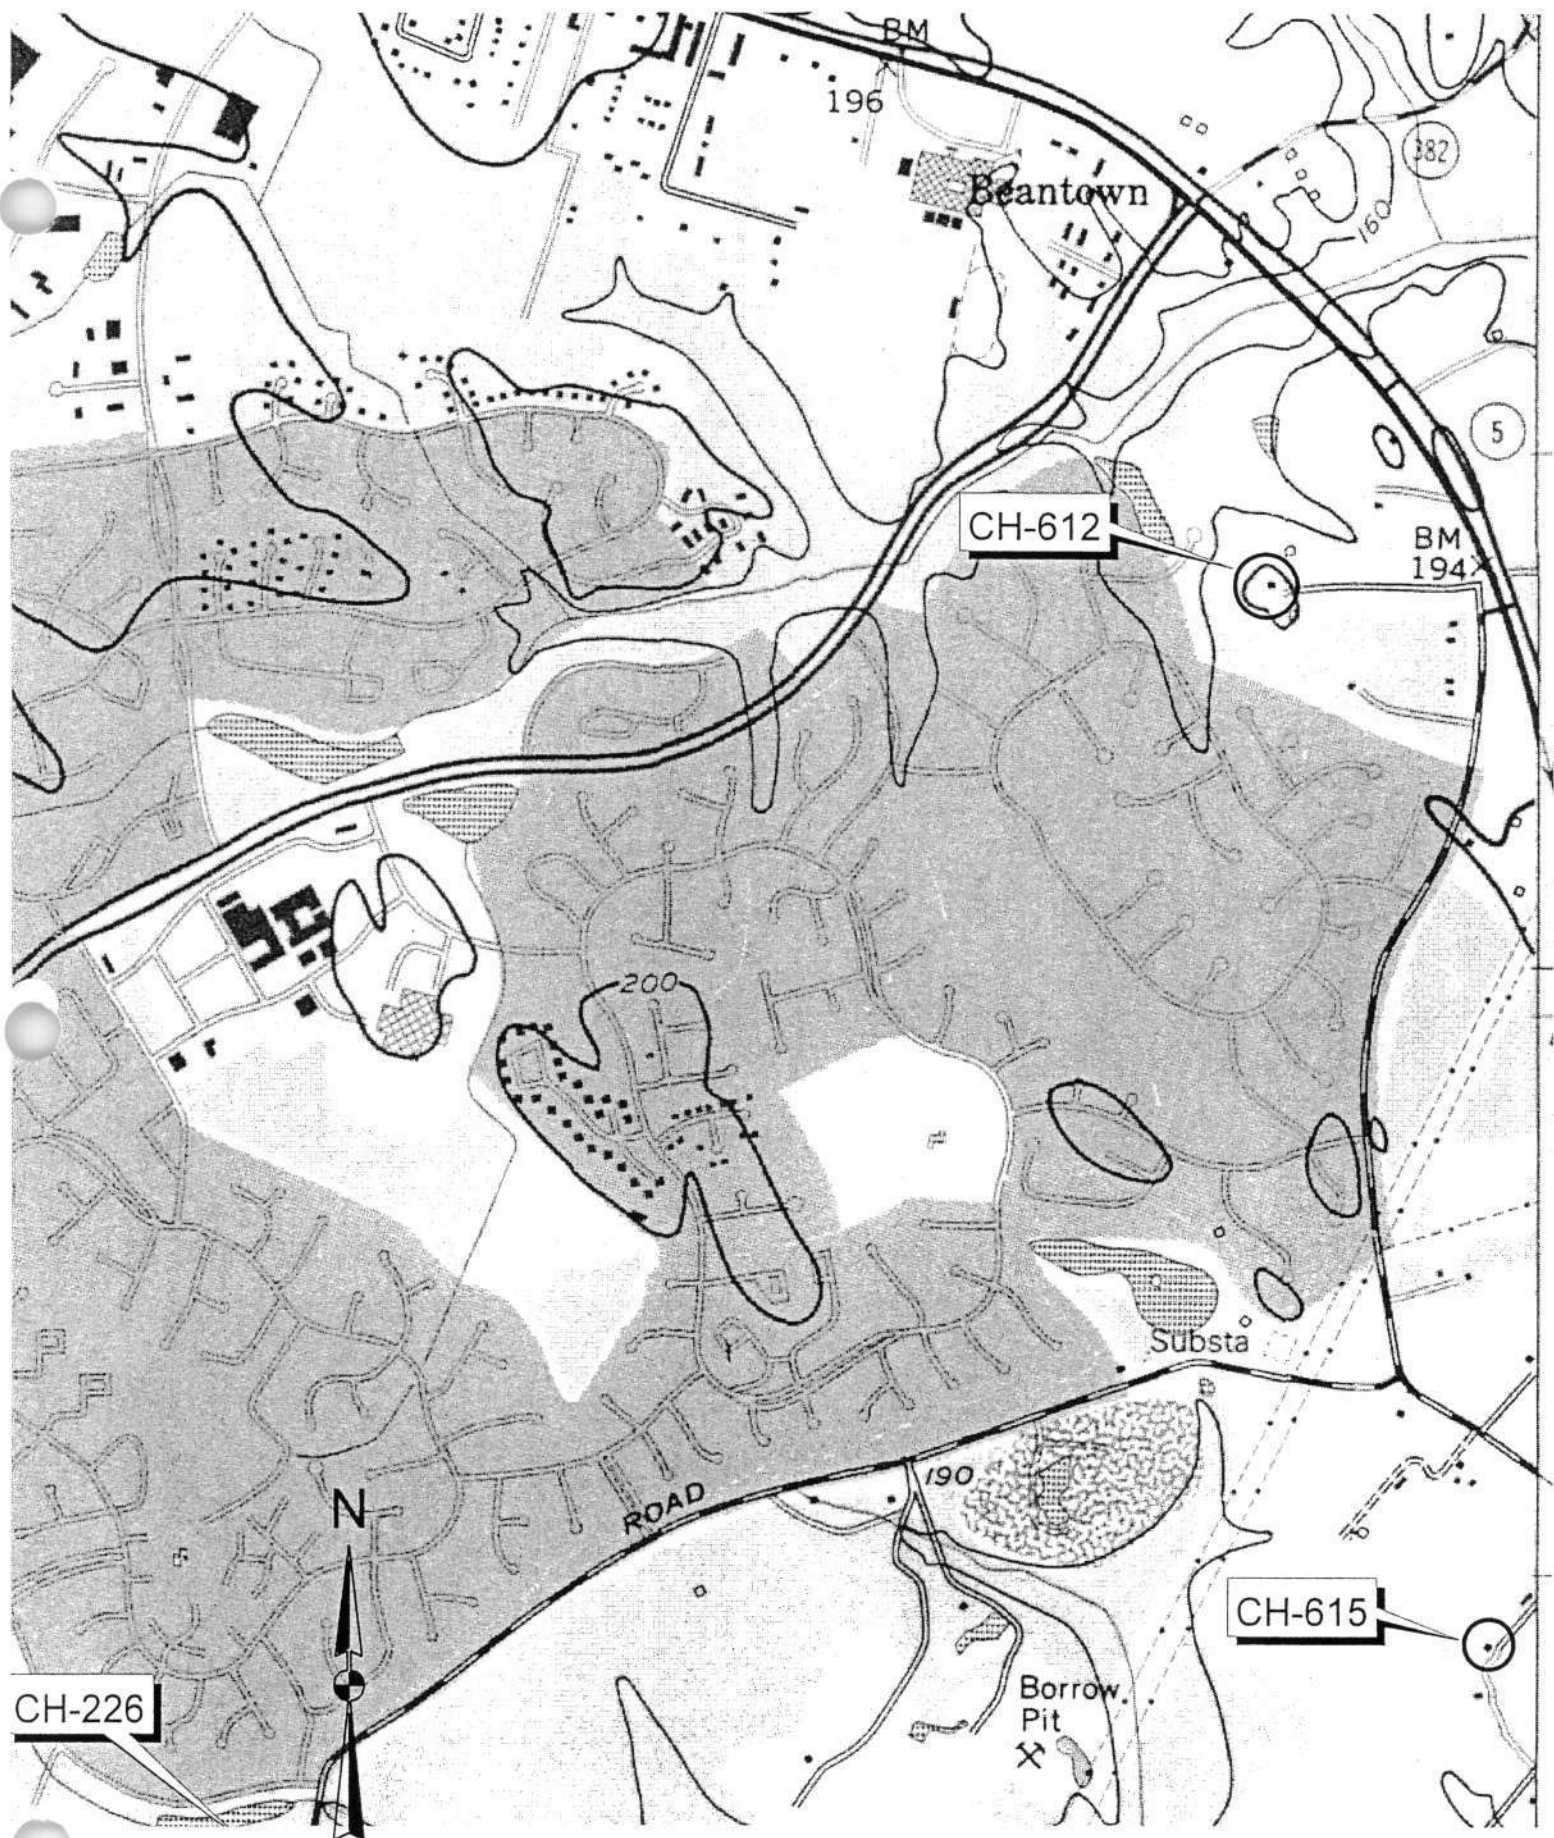 BM
196
382
Beantown
160
5
CH-612
BM
194
200
Substa
190
ROAD
N
CH-615
CH-226
Borrow
Pit